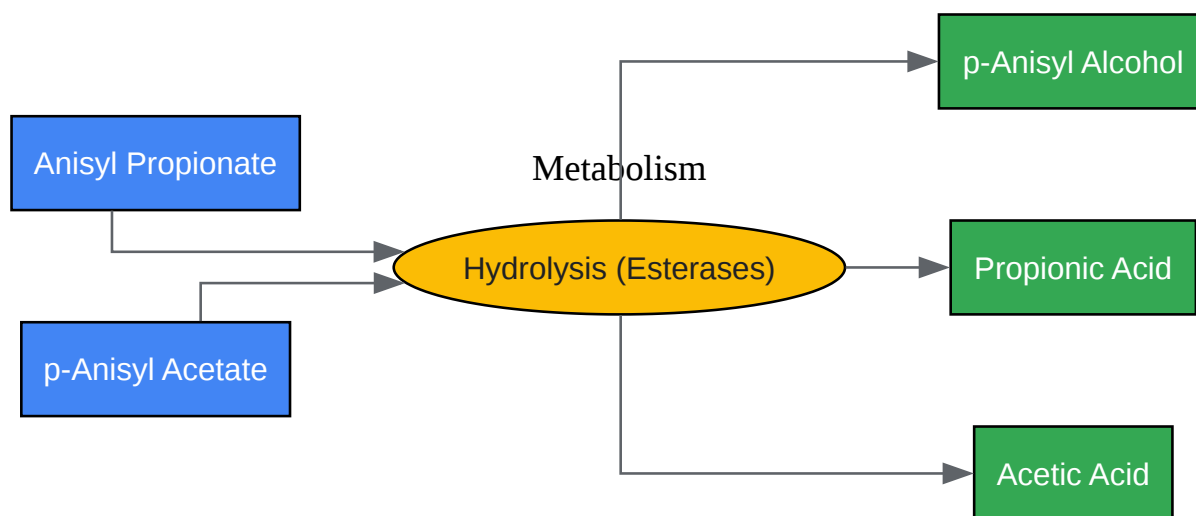 p-Anisyl Alcohol
Anisyl Propionate
Metabolism
Hydrolysis (Esterases)
Propionic Acid
p-Anisyl Acetate
Acetic Acid